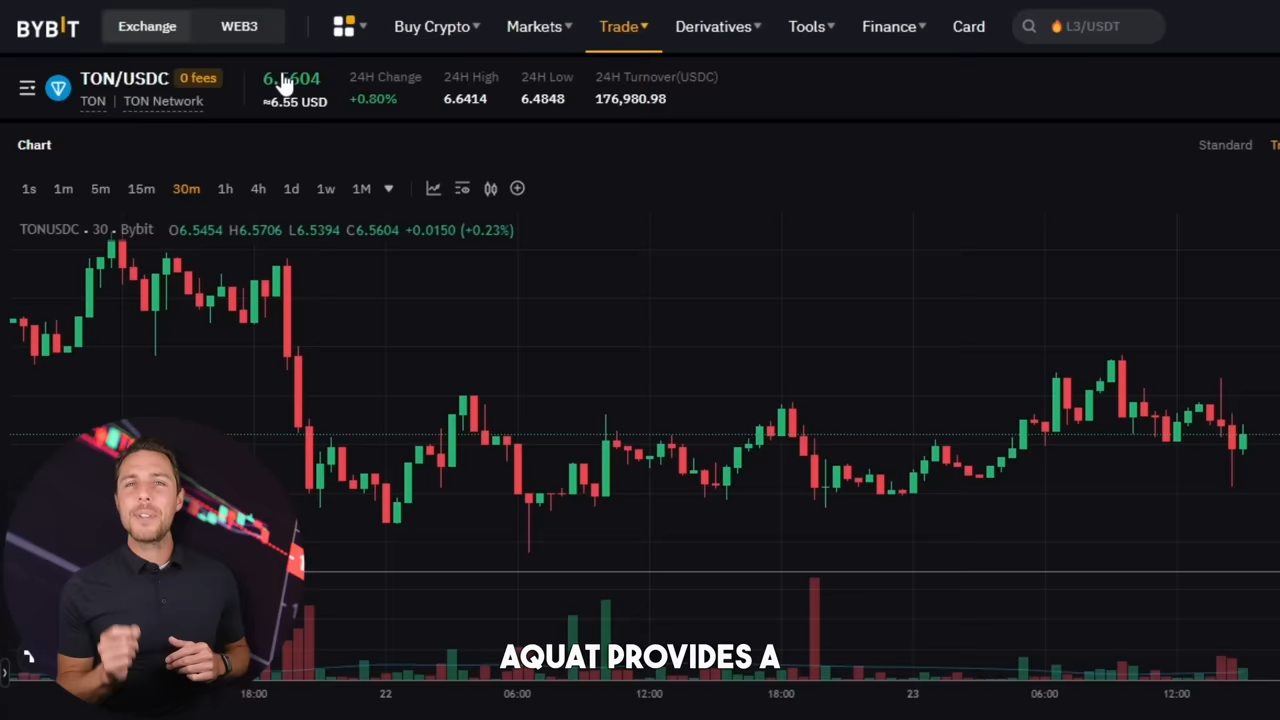 BYBIT Exchange WEB3 Buy Crypto Markets Trade Derivatives Tools Finance Card L3/USDT
TON/USDC 0 fees 24H Change 24H High 24H Low 24H Turnover(USDC)
TON | TON Network ≈6.55 USD +0.80% 6.6414 6.4848 176,980.98
Chart Standard
1s 1m 5m 15m 30m 1h 4h 1d 1w 1M
TONUSDC 30 Bybit O6.5454 H6.5706 L6.5394 C6.5604 +0.0150 (+0.23%)
AQUAT PROVIDES A
18:00 22 06:00 12:00 18:00 23 06:00 12:00